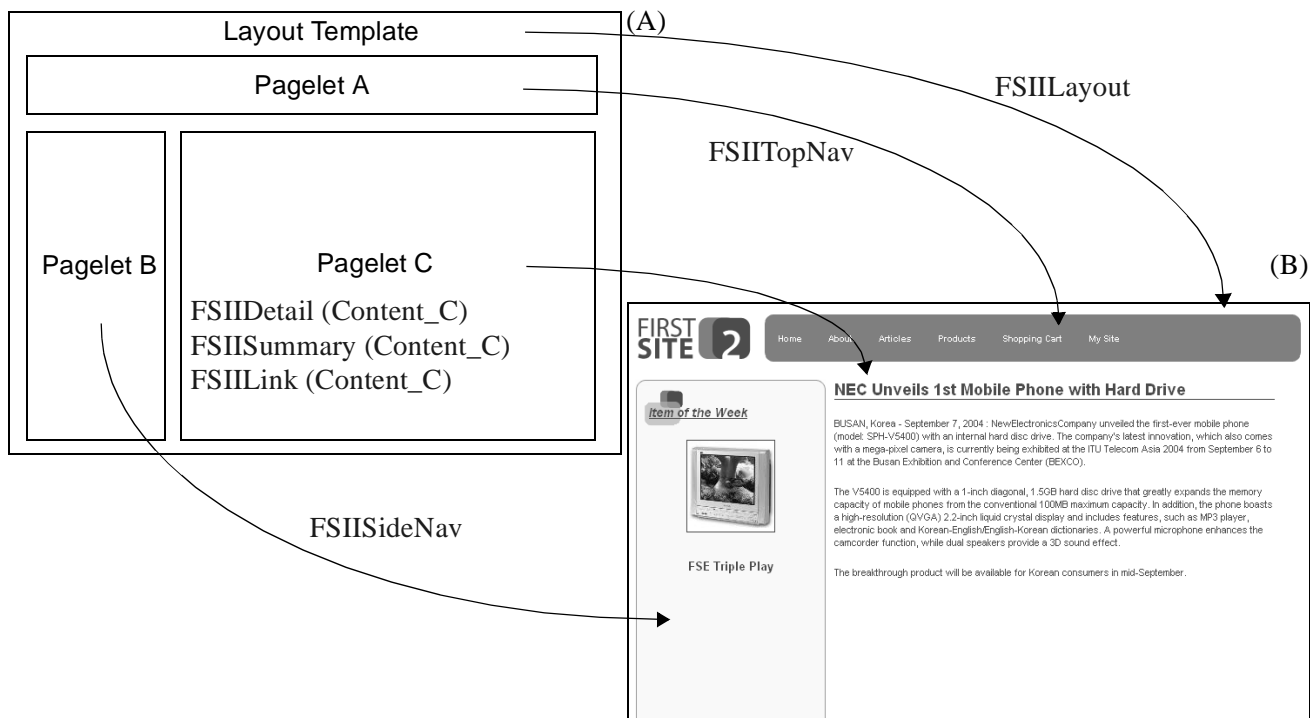 Layout Template
(A)
Pagelet A
FSIILayout
FSIITopNav
Pagelet B
Pagelet C
FSIIDetail (Content_C)
FSIISummary (Content_C)
FSIILink (Content_C)
(B)
FSIISideNav
FIRST
SITE 2
Home About Articles Products Shopping Cart My Site
Item of the Week
FSE Triple Play
NEC Unveils 1st Mobile Phone with Hard Drive
BUSAN, Korea - September 7, 2004 : NewElectronicsCompany unveiled the first-ever mobile phone
(model: SPH-V5400) with an internal hard disc drive. The company's latest innovation, which also comes
with a mega-pixel camera, is currently being exhibited at the ITU Telecom Asia 2004 from September 6 to
11 at the Busan Exhibition and Conference Center (BEXCO).
The V5400 is equipped with a 1-inch diagonal, 1.5GB hard disc drive that greatly expands the memory
capacity of mobile phones from the conventional 100MB maximum capacity. In addition, the phone boasts
a high-resolution (QVGA) 2.2-inch liquid crystal display and includes features, such as MP3 player,
electronic book and Korean-English/English-Korean dictionaries. A powerful microphone enhances the
camcorder function, while dual speakers provide a 3D sound effect.
The breakthrough product will be available for Korean consumers in mid-September.